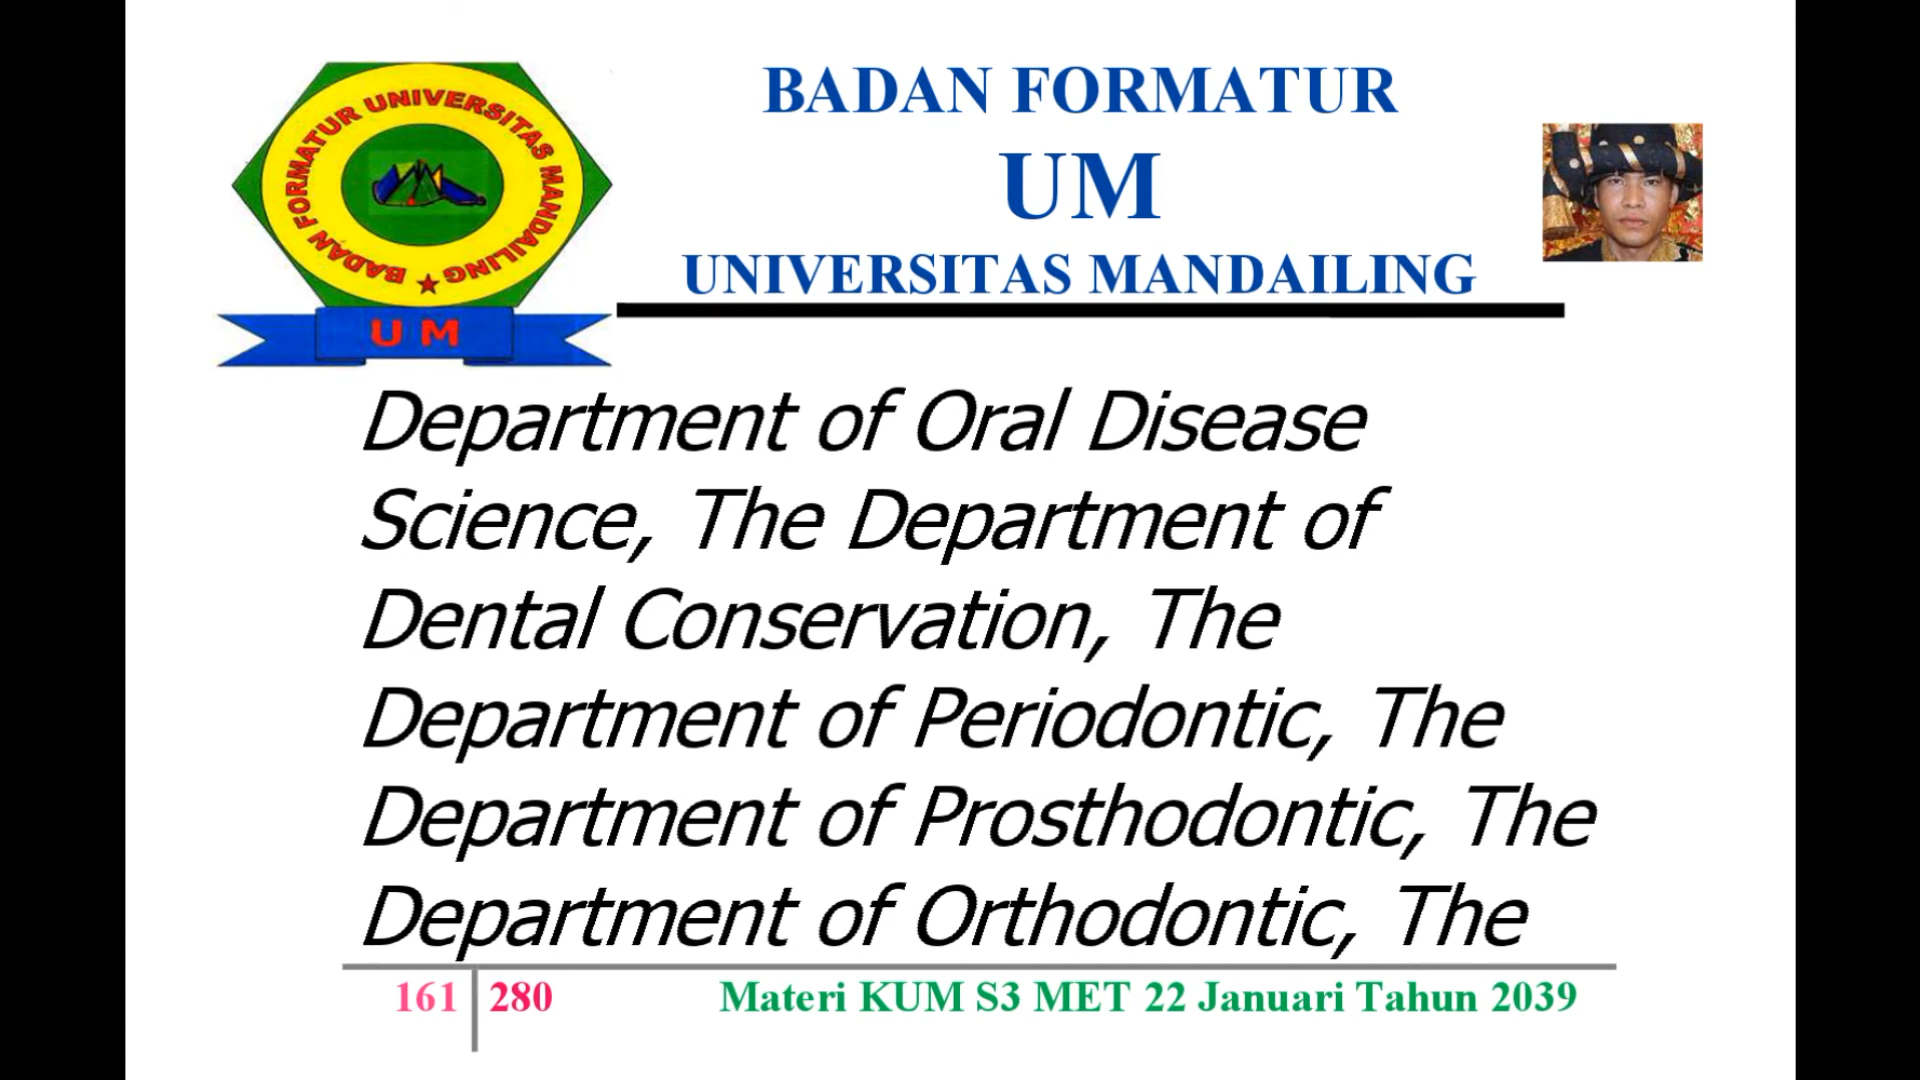 BADAN FORMATUR UNIVERSITAS MANDAILING
U M
BADAN FORMATUR
UM
UNIVERSITAS MANDAILING
Department of Oral Disease
Science, The Department of
Dental Conservation, The
Department of Periodontic, The
Department of Prosthodontic, The
Department of Orthodontic, The
161 280 Materi KUM S3 MET 22 Januari Tahun 2039